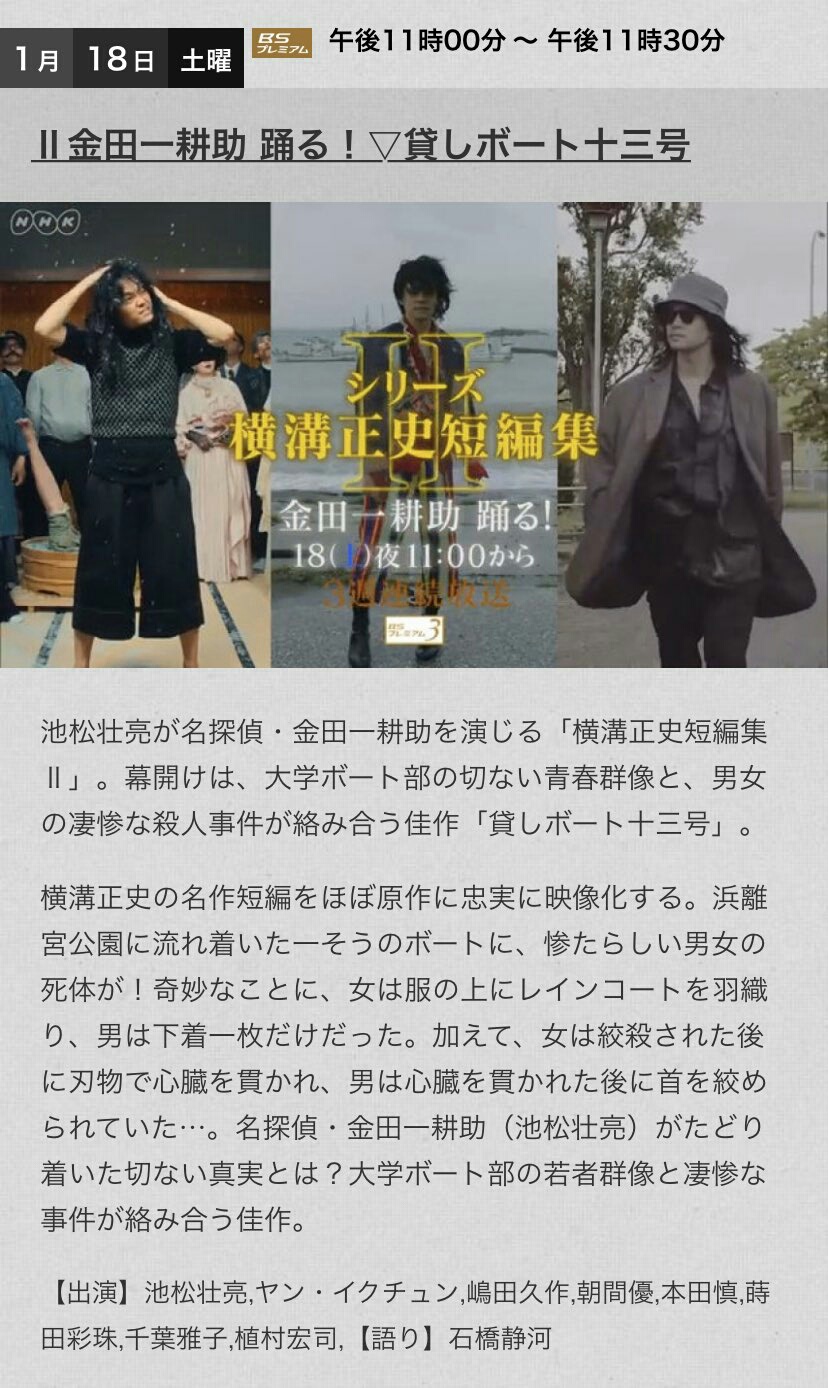 1月 18日 土曜 BSプレミアム 午後11時00分 ～ 午後11時30分
Ⅱ金田一耕助 踊る！▽貸しボート十三号
NHK
Ⅱ
シリーズ
横溝正史短編集
金田一耕助 踊る!
18(土)夜11:00から
3週連続放送
BSプレミアム3
池松壮亮が名探偵・金田一耕助を演じる「横溝正史短編集
Ⅱ」。幕開けは、大学ボート部の切ない青春群像と、男女
の凄惨な殺人事件が絡み合う佳作「貸しボート十三号」。
横溝正史の名作短編をほぼ原作に忠実に映像化する。浜離
宮公園に流れ着いた一そうのボートに、惨たらしい男女の
死体が！奇妙なことに、女は服の上にレインコートを羽織
り、男は下着一枚だけだった。加えて、女は絞殺された後
に刃物で心臓を貫かれ、男は心臓を貫かれた後に首を絞め
られていた…。名探偵・金田一耕助（池松壮亮）がたどり
着いた切ない真実とは？大学ボート部の若者群像と凄惨な
事件が絡み合う佳作。
【出演】池松壮亮,ヤン・イクチュン,嶋田久作,朝間優,本田慎,蒔
田彩珠,千葉雅子,植村宏司,【語り】石橋静河